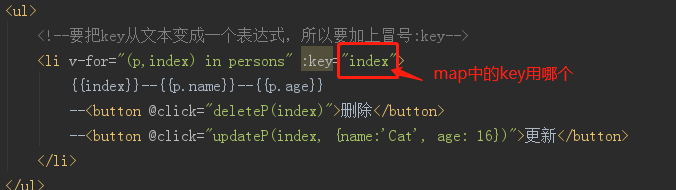 <ul>
<!--要把key从文本变成一个表达式，所以要加上冒号:key-->
<li v-for="(p,index) in persons" :key="index">
{{index}}--{{p.name}}--{{p.age}}
--<button @click="deleteP(index)">删除</button>
--<button @click="updateP(index, {name:'Cat', age: 16})">更新</button>
</li>
</ul>
map中的key用哪个